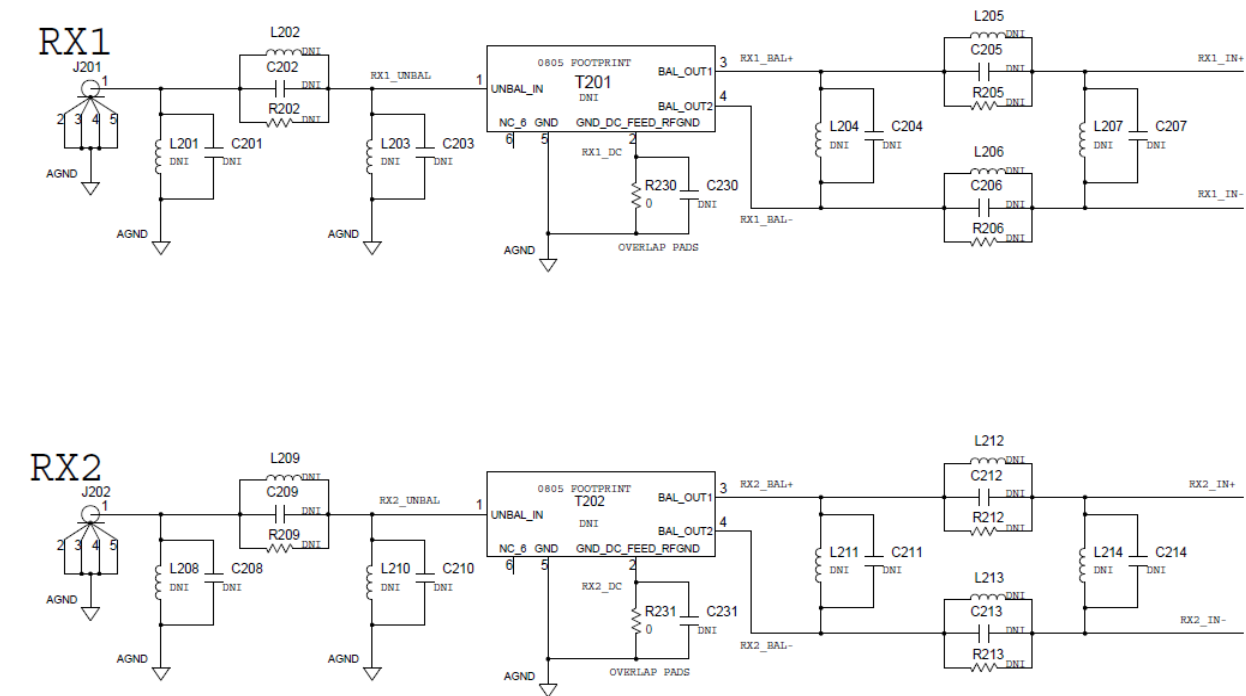 RX1
J201
1
2 3 4 5
AGND
L201
DNI
C201
DNI
AGND
L202
DNI
C202
DNI
R202
DNI
RX1_UNBAL
L203
DNI
C203
DNI
AGND
1
0805 FOOTPRINT
T201
DNI
UNBAL_IN
BAL_OUT1
BAL_OUT2
NC_6 GND GND_DC_FEED_RFGND
6 5 2
3
4
RX1_DC
R230
0
C230
DNI
AGND
OVERLAP PADS
RX1_BAL+
RX1_BAL-
L204
DNI
C204
DNI
L205
DNI
C205
DNI
R205
DNI
L206
DNI
C206
DNI
R206
DNI
L207
DNI
C207
DNI
RX1_IN+
RX1_IN-
RX2
J202
1
2 3 4 5
AGND
L208
DNI
C208
DNI
AGND
L209
DNI
C209
DNI
R209
DNI
RX2_UNBAL
L210
DNI
C210
DNI
AGND
1
0805 FOOTPRINT
T202
DNI
UNBAL_IN
BAL_OUT1
BAL_OUT2
NC_6 GND GND_DC_FEED_RFGND
6 5 2
3
4
RX2_DC
R231
0
C231
DNI
AGND
OVERLAP PADS
RX2_BAL+
RX2_BAL-
L211
DNI
C211
DNI
L212
DNI
C212
DNI
R212
DNI
L213
DNI
C213
DNI
R213
DNI
L214
DNI
C214
DNI
RX2_IN+
RX2_IN-